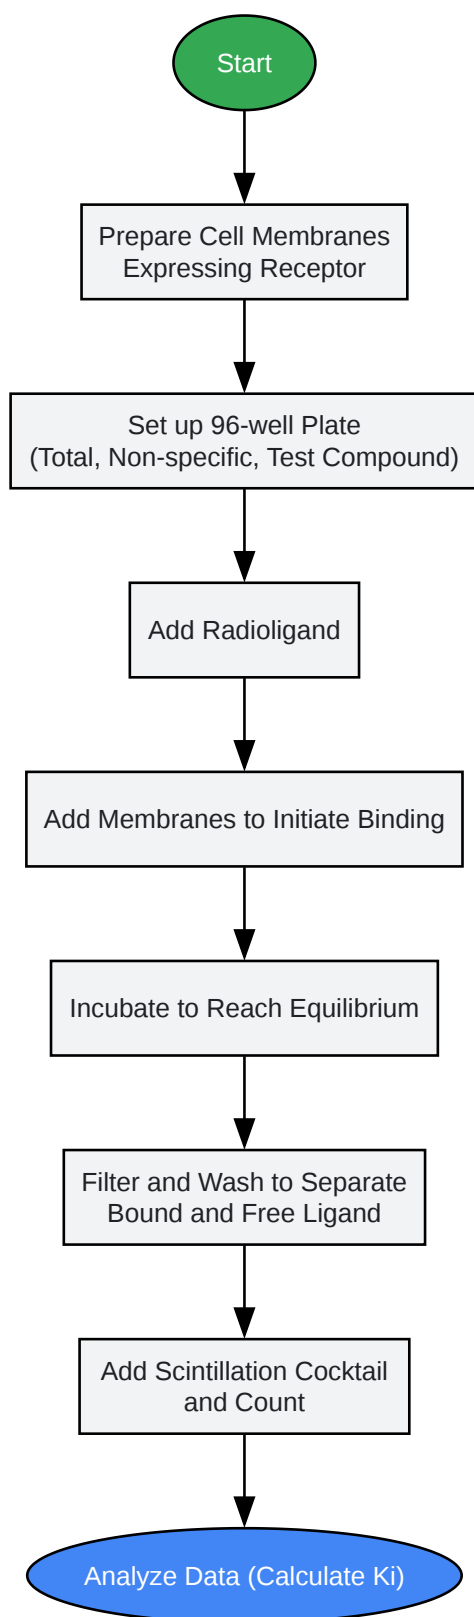 Start
Prepare Cell Membranes
Expressing Receptor
Set up 96-well Plate
(Total, Non-specific, Test Compound)
Add Radioligand
Add Membranes to Initiate Binding
Incubate to Reach Equilibrium
Filter and Wash to Separate
Bound and Free Ligand
Add Scintillation Cocktail
and Count
Analyze Data (Calculate Ki)